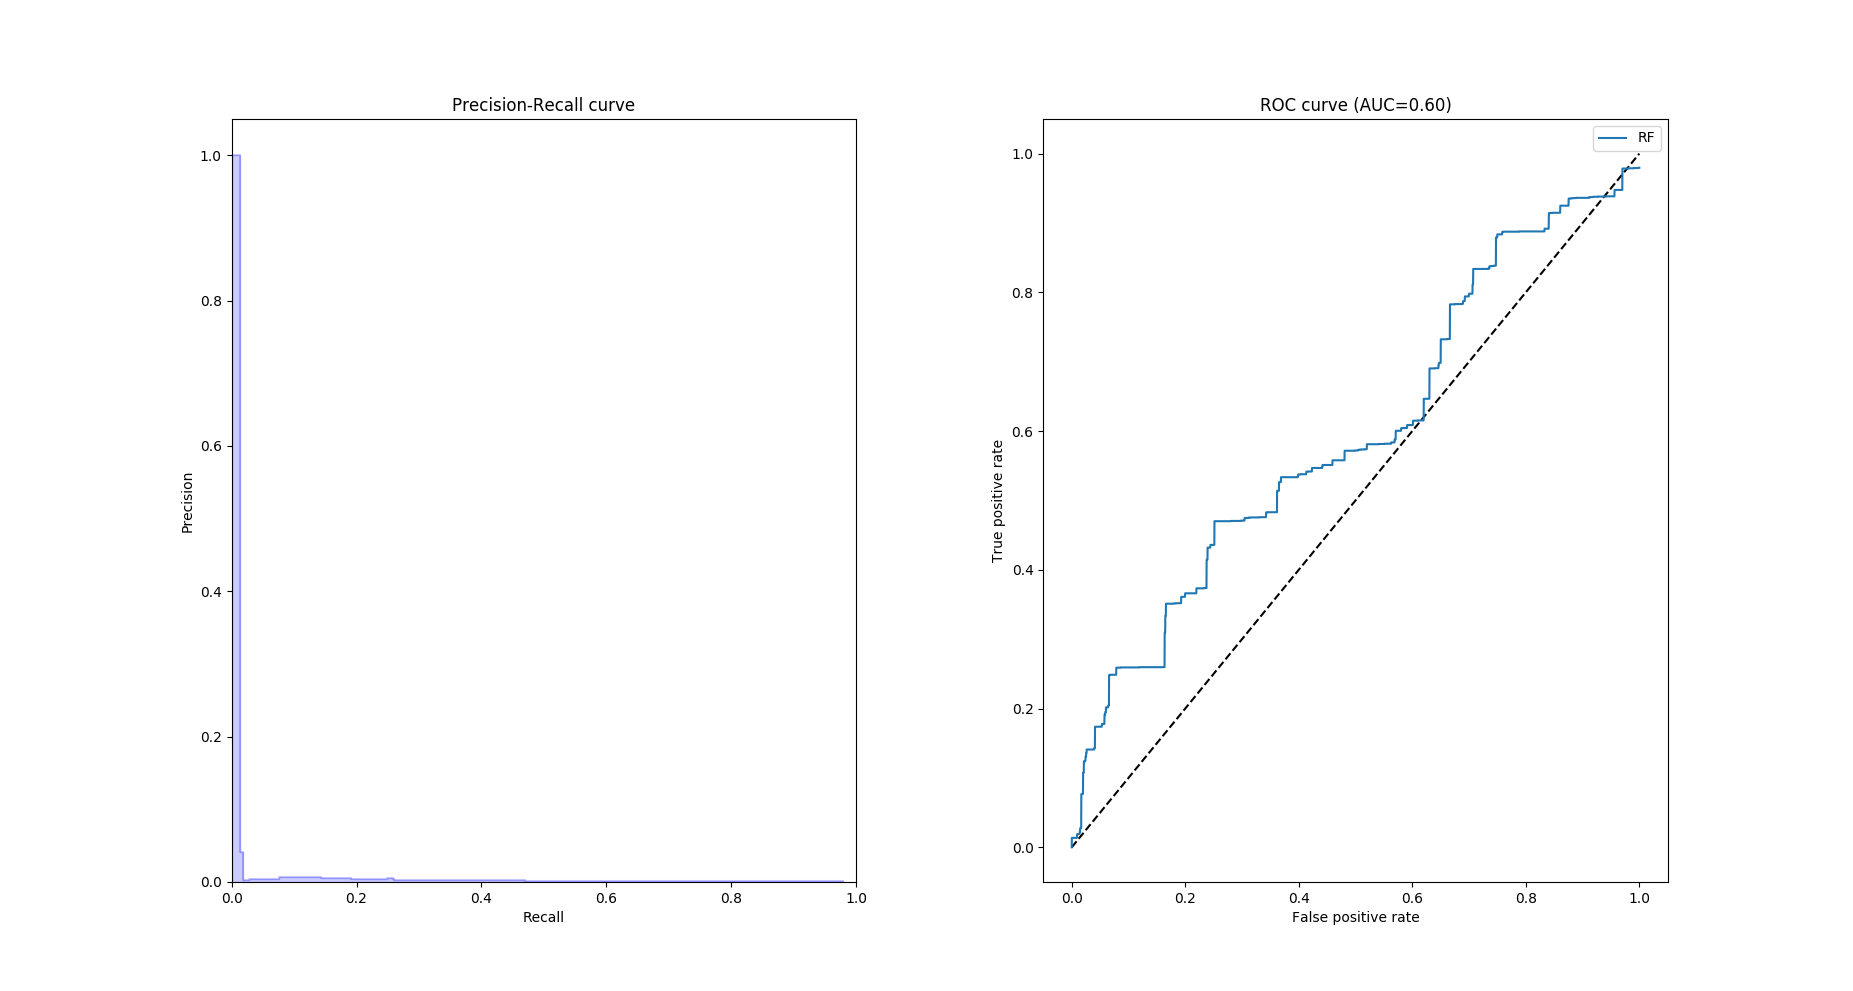 Precision-Recall curve
1.0
0.8
0.6
0.4
0.2
0.0
Precision
0.0 0.2 0.4 0.6 0.8 1.0
Recall
ROC curve (AUC=0.60)
RF
1.0
0.8
0.6
0.4
0.2
0.0
True positive rate
0.0 0.2 0.4 0.6 0.8 1.0
False positive rate